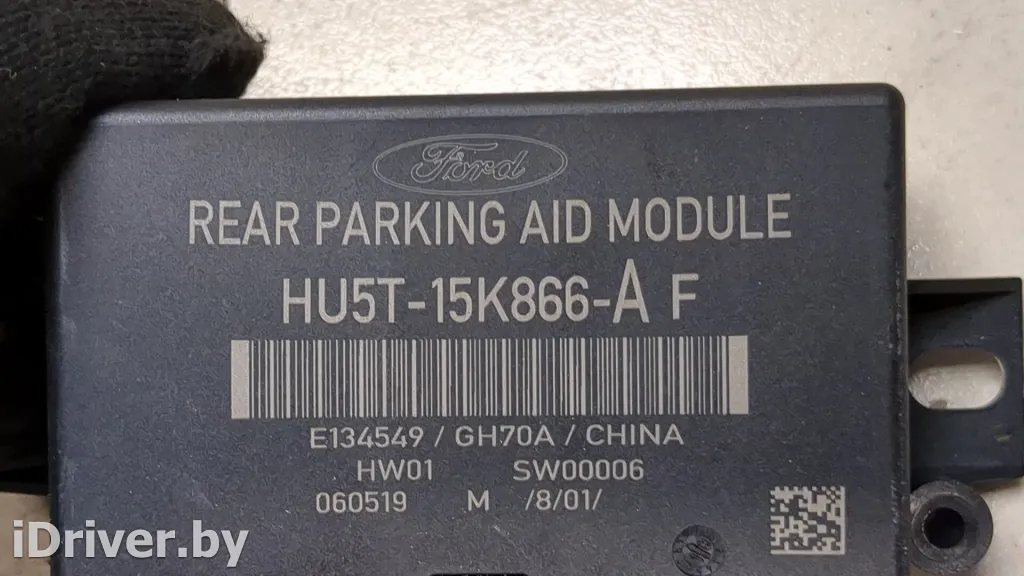 Ford
REAR PARKING AID MODULE
HU5T-15K866-A F
E134549 / GH70A / CHINA
HW01 SW00006
060519 M /8/01/
iDriver.by